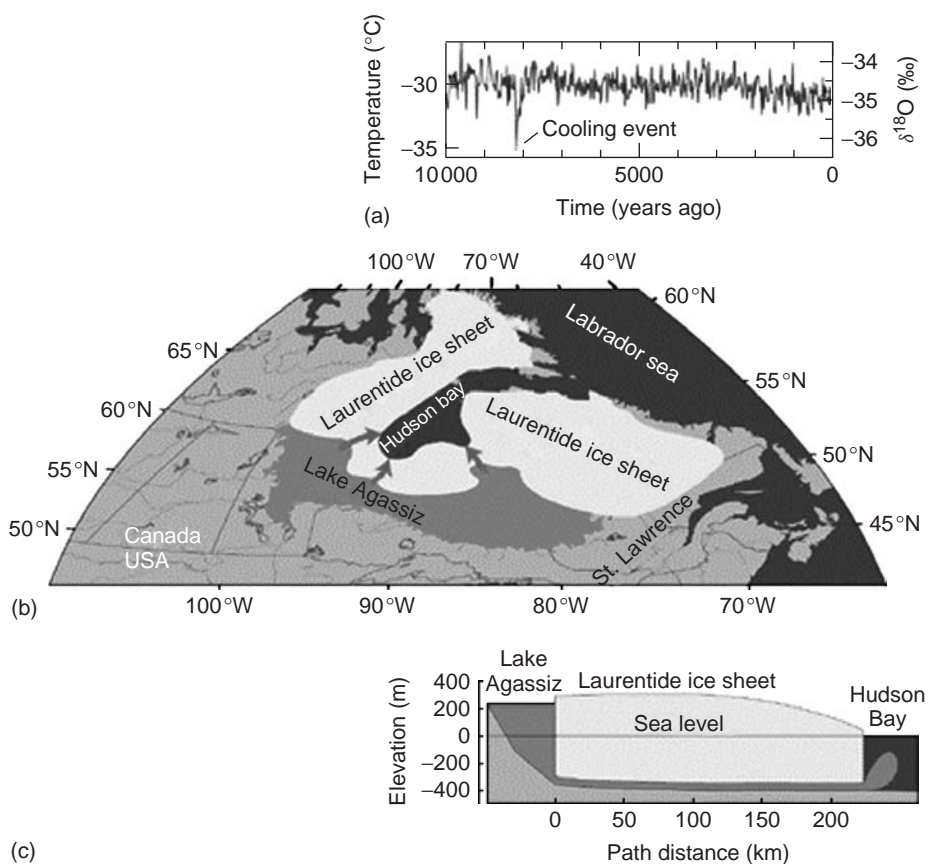 Temperature (°C)
–30
–35
–34
–35
–36
δ18O (‰)
Cooling event
10 000
5000
0
Time (years ago)
(a)
100°W
70°W
40°W
60°N
65°N
Labrador sea
55°N
Laurentide ice sheet
60°N
Hudson bay
Laurentide ice sheet
50°N
55°N
Lake Agassiz
50°N
45°N
Canada
USA
St. Lawrence
(b)
100°W
90°W
80°W
70°W
Lake
Agassiz
Laurentide ice sheet
Hudson
Bay
Elevation (m)
400
200
0
–200
–400
Sea level
0
50
100
150
200
Path distance (km)
(c)